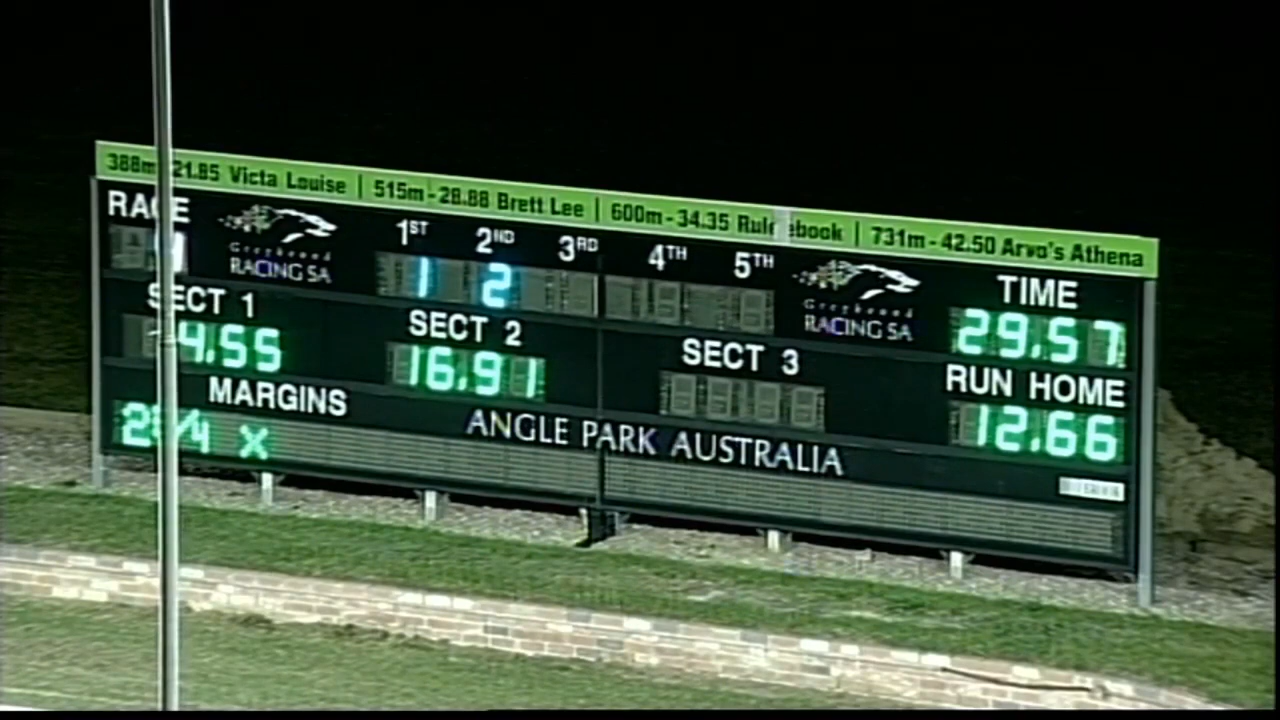 388m 21.85 Victa Louise | 515m-28.88 Brett Lee | 600m-34.35 Rulebook | 731m-42.50 Arvo's Athena
RACE
Greyhound
RACING SA
1ST 2ND 3RD 4TH 5TH
1 2
Greyhound
RACING SA
TIME
29.57
SECT 1
4.55
SECT 2
16.91
SECT 3
RUN HOME
12.66
MARGINS
ANGLE PARK AUSTRALIA